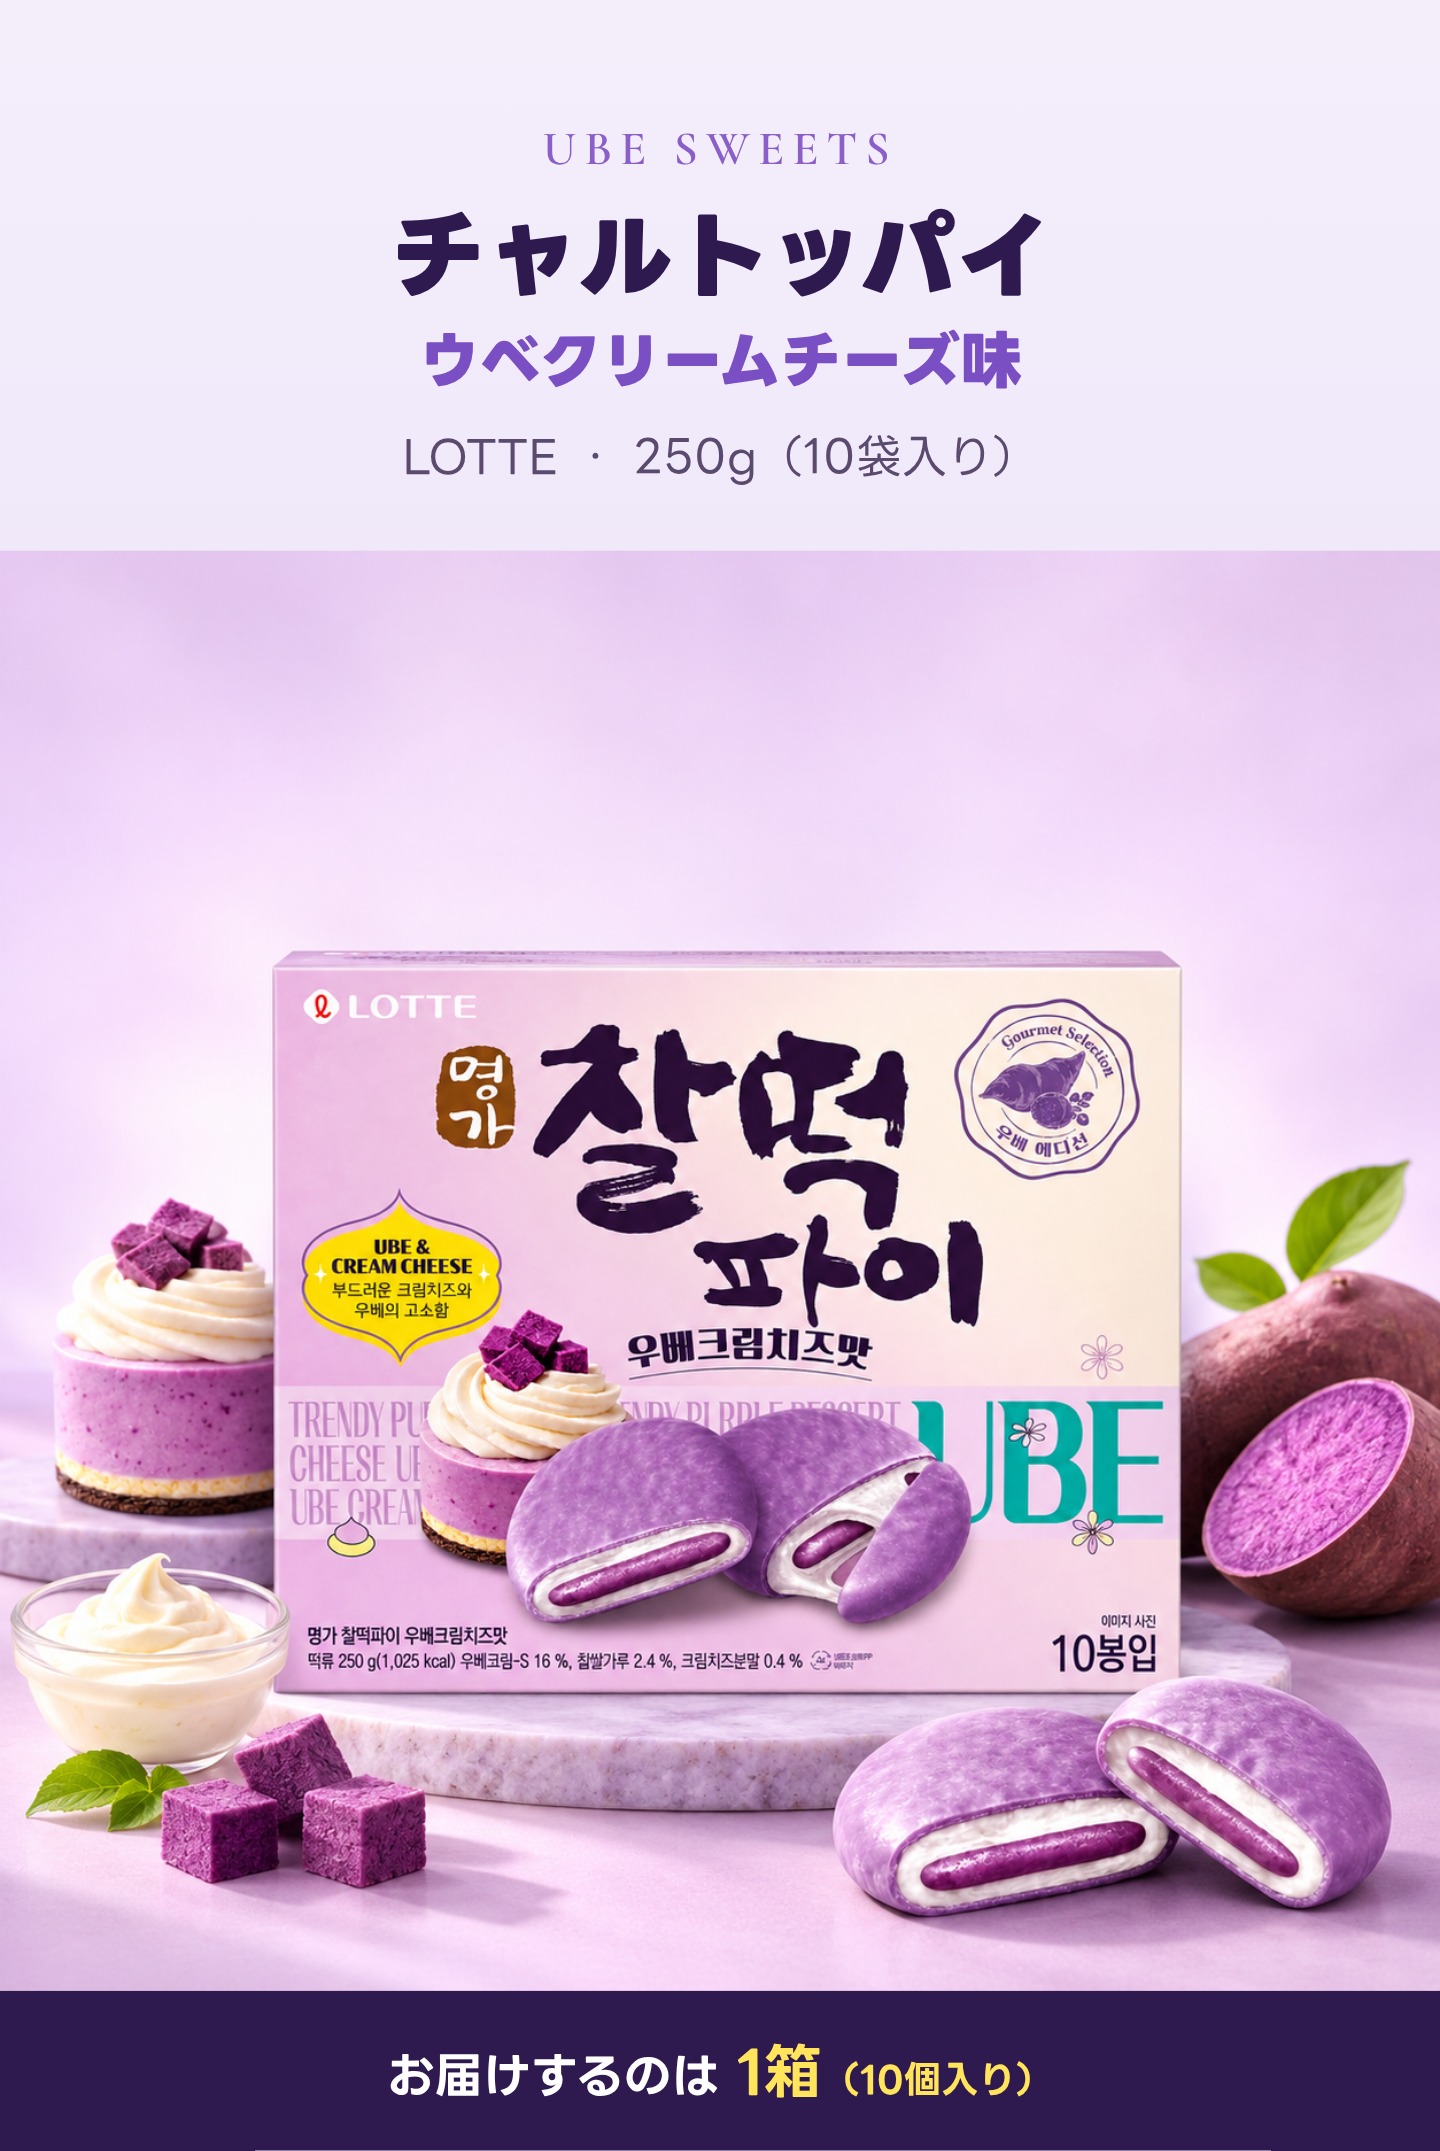 UBE SWEETS
チャルトッパイ
ウベクリームチーズ味
LOTTE · 250g（10袋入り）
LOTTE
명가
찰떡
파이
Gourmet Selection
우베 에디션
UBE &
CREAM CHEESE
부드러운 크림치즈와
우베의 고소함
우베크림치즈맛
TRENDY
CHEESE
UBE
UBE
명가 찰떡파이 우베크림치즈맛
떡류 250 g(1,025 kcal) 우베크림-S 16 %, 찹쌀가루 2.4 %, 크림치즈분말 0.4 %
이미지 사진
10봉입
お届けするのは 1箱（10個入り）